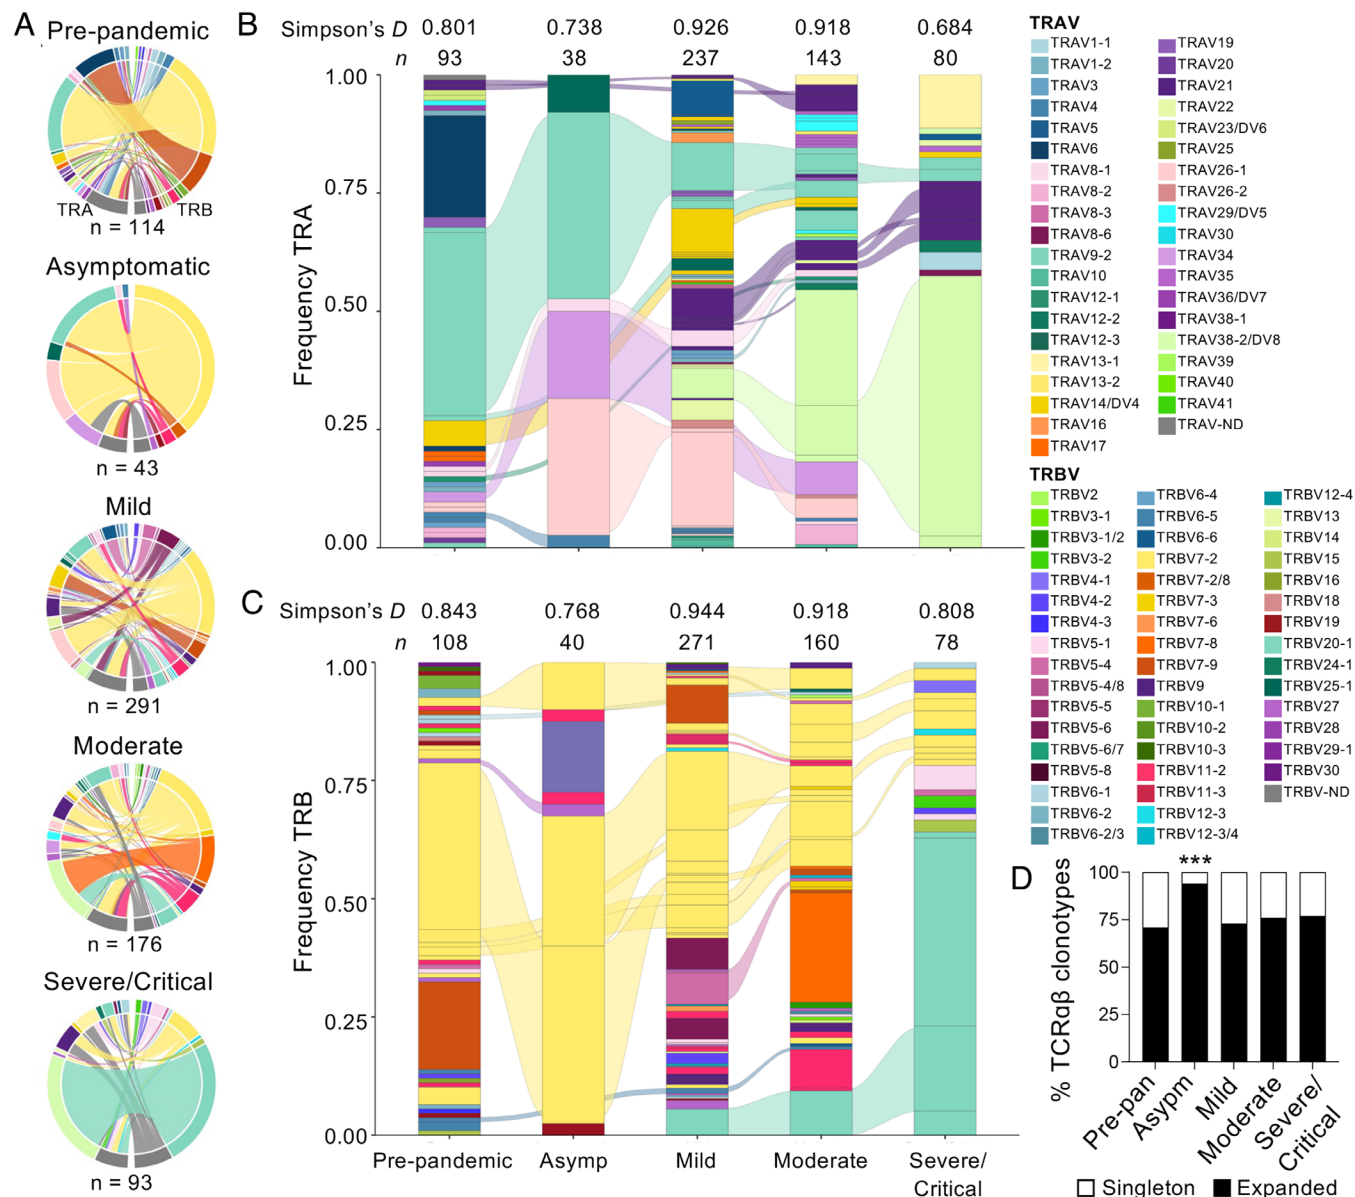 A
Pre-pandemic
TRA
TRB
n = 114
Asymptomatic
n = 43
Mild
n = 291
Moderate
n = 176
Severe/Critical
n = 93
B
Simpson's D 0.801 0.738 0.926 0.918 0.684
n 93 38 237 143 80
Frequency TRA
1.00
0.75
0.50
0.25
0.00
C
Simpson's D 0.843 0.768 0.944 0.918 0.808
n 108 40 271 160 78
Frequency TRB
1.00
0.75
0.50
0.25
0.00
Pre-pandemic Asymp Mild Moderate Severe/
Critical
TRAV
TRAV1-1
TRAV1-2
TRAV3
TRAV4
TRAV5
TRAV6
TRAV8-1
TRAV8-2
TRAV8-3
TRAV8-6
TRAV9-2
TRAV10
TRAV12-1
TRAV12-2
TRAV12-3
TRAV13-1
TRAV13-2
TRAV14/DV4
TRAV16
TRAV17
TRAV19
TRAV20
TRAV21
TRAV22
TRAV23/DV6
TRAV25
TRAV26-1
TRAV26-2
TRAV29/DV5
TRAV30
TRAV34
TRAV35
TRAV36/DV7
TRAV38-1
TRAV38-2/DV8
TRAV39
TRAV40
TRAV41
TRAV-ND
TRBV
TRBV2
TRBV3-1
TRBV3-1/2
TRBV3-2
TRBV4-1
TRBV4-2
TRBV4-3
TRBV5-1
TRBV5-4
TRBV5-4/8
TRBV5-5
TRBV5-6
TRBV5-6/7
TRBV5-8
TRBV6-1
TRBV6-2
TRBV6-2/3
TRBV6-4
TRBV6-5
TRBV6-6
TRBV7-2
TRBV7-2/8
TRBV7-3
TRBV7-6
TRBV7-8
TRBV7-9
TRBV9
TRBV10-1
TRBV10-2
TRBV10-3
TRBV11-2
TRBV11-3
TRBV12-3
TRBV12-3/4
TRBV12-4
TRBV13
TRBV14
TRBV15
TRBV16
TRBV18
TRBV19
TRBV20-1
TRBV24-1
TRBV25-1
TRBV27
TRBV28
TRBV29-1
TRBV30
TRBV-ND
D
***
% TCRαβ clonotypes
100
75
50
25
0
Pre-pan
Asypm
Mild
Moderate
Severe/
Critical
Singleton Expanded